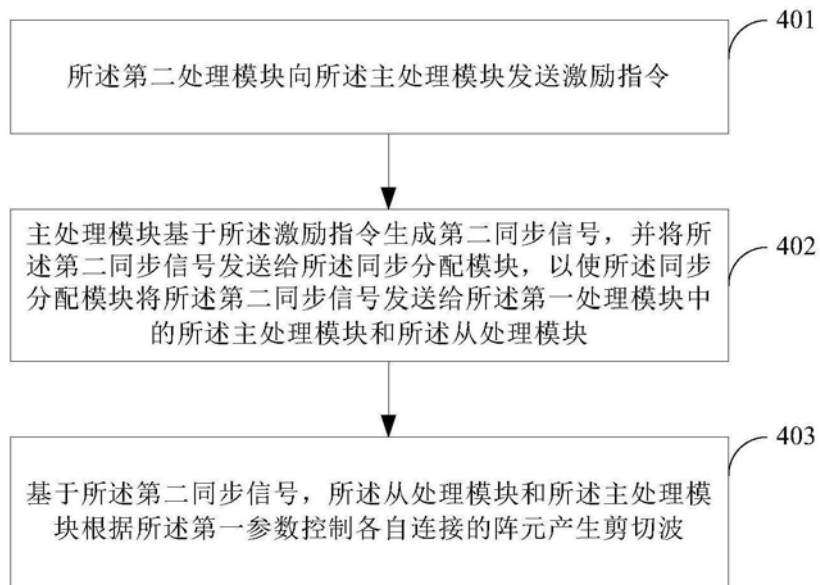 401
所述第二处理模块向所述主处理模块发送激励指令
主处理模块基于所述激励指令生成第二同步信号，并将所
述第二同步信号发送给所述同步分配模块，以使所述同步
分配模块将所述第二同步信号发送给所述第一处理模块中
的所述主处理模块和所述从处理模块
402
基于所述第二同步信号，所述从处理模块和所述主处理模
块根据所述第一参数控制各自连接的阵元产生剪切波
403